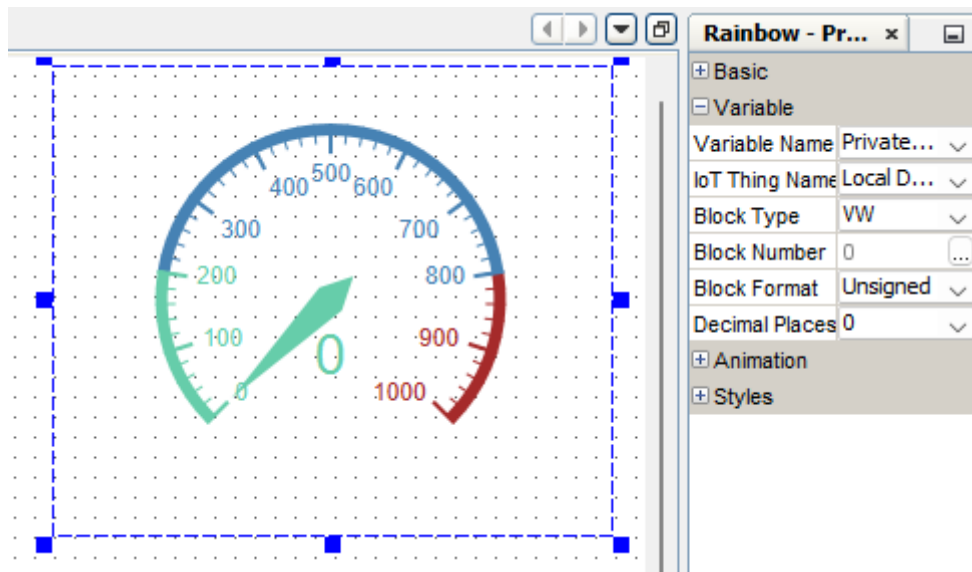 Rainbow - Pr... ×
Basic
Variable
Variable Name Private...
IoT Thing Name Local D...
Block Type VW
Block Number 0 ...
Block Format Unsigned
Decimal Places 0
Animation
Styles
0
100
200
300
400
500
600
700
800
900
1000
0